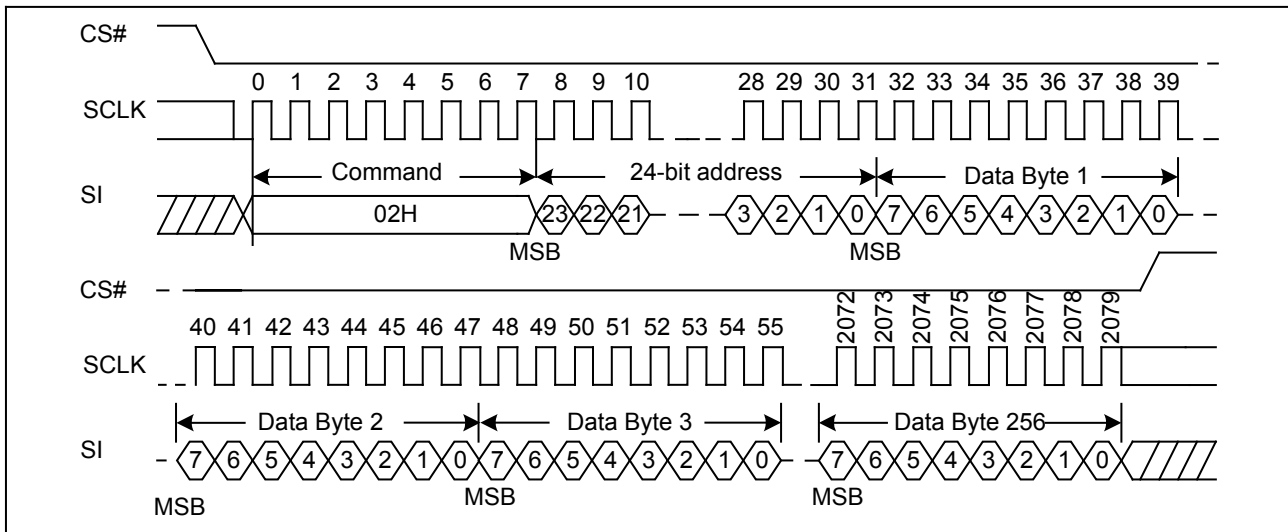 CS#
0 1 2 3 4 5 6 7 8 9 10 28 29 30 31 32 33 34 35 36 37 38 39
SCLK
Command 24-bit address Data Byte 1
SI
02H 23 22 21 3 2 1 0 7 6 5 4 3 2 1 0
MSB MSB
CS#
40 41 42 43 44 45 46 47 48 49 50 51 52 53 54 55 2072 2073 2074 2075 2076 2077 2078 2079
SCLK
Data Byte 2 Data Byte 3 Data Byte 256
SI
7 6 5 4 3 2 1 0 7 6 5 4 3 2 1 0 7 6 5 4 3 2 1 0
MSB MSB MSB